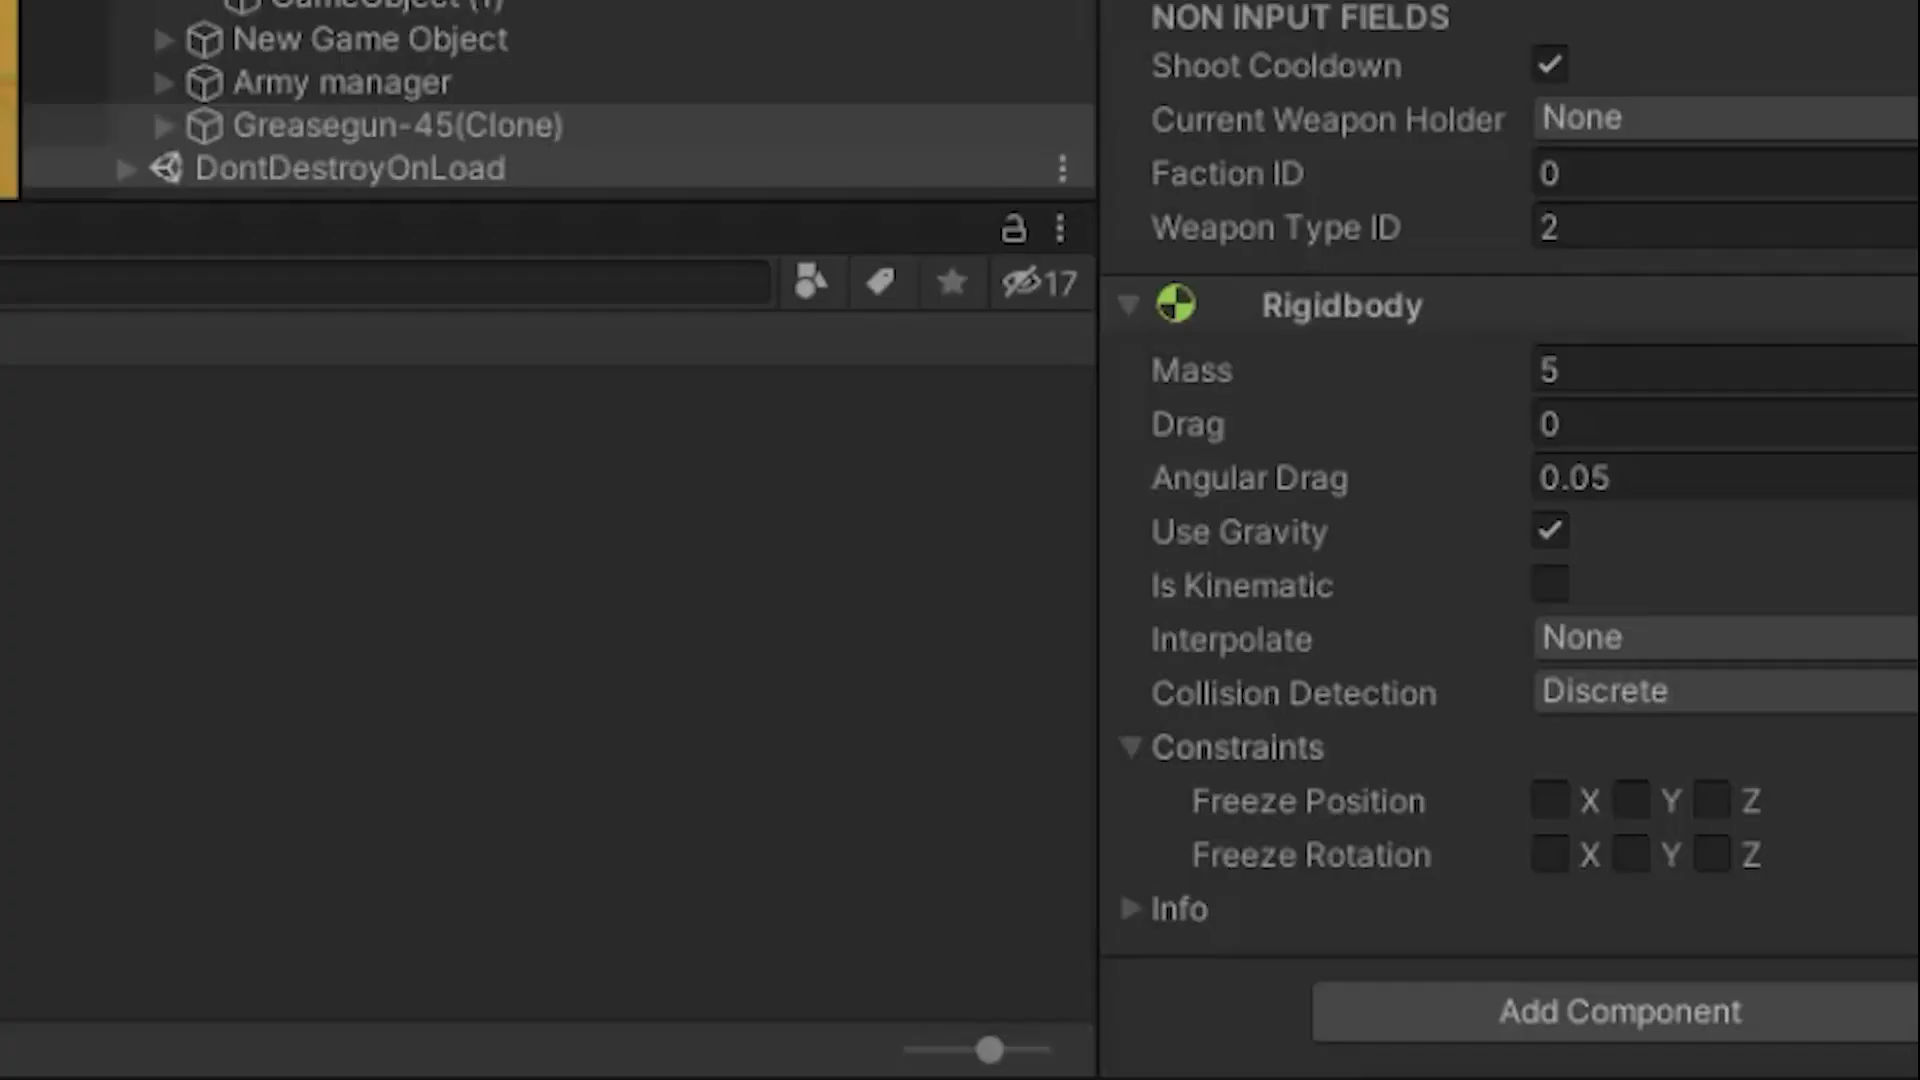 GameObject (1)
New Game Object
Army manager
Greasegun-45(Clone)
DontDestroyOnLoad
17
NON INPUT FIELDS
Shoot Cooldown
Current Weapon Holder None
Faction ID 0
Weapon Type ID 2
Rigidbody
Mass 5
Drag 0
Angular Drag 0.05
Use Gravity
Is Kinematic
Interpolate None
Collision Detection Discrete
Constraints
Freeze Position X Y Z
Freeze Rotation X Y Z
Info
Add Component